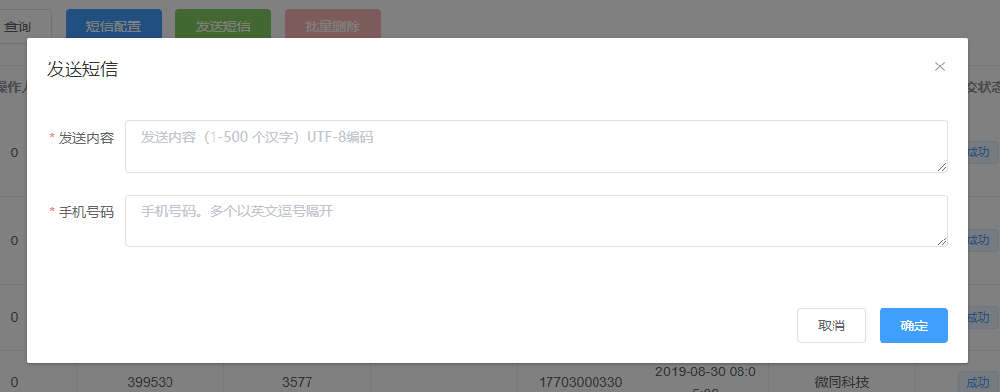 查询 短信配置 发送短信 批量删除
发送短信
操作人 交状态
* 发送内容 发送内容（1-500 个汉字）UTF-8编码
0 成功
* 手机号码 手机号码。多个以英文逗号隔开
0 成功
0 成功
取消 确定
0 399530 3577 17703000330 2019-08-30 08:0 微同科技 成功